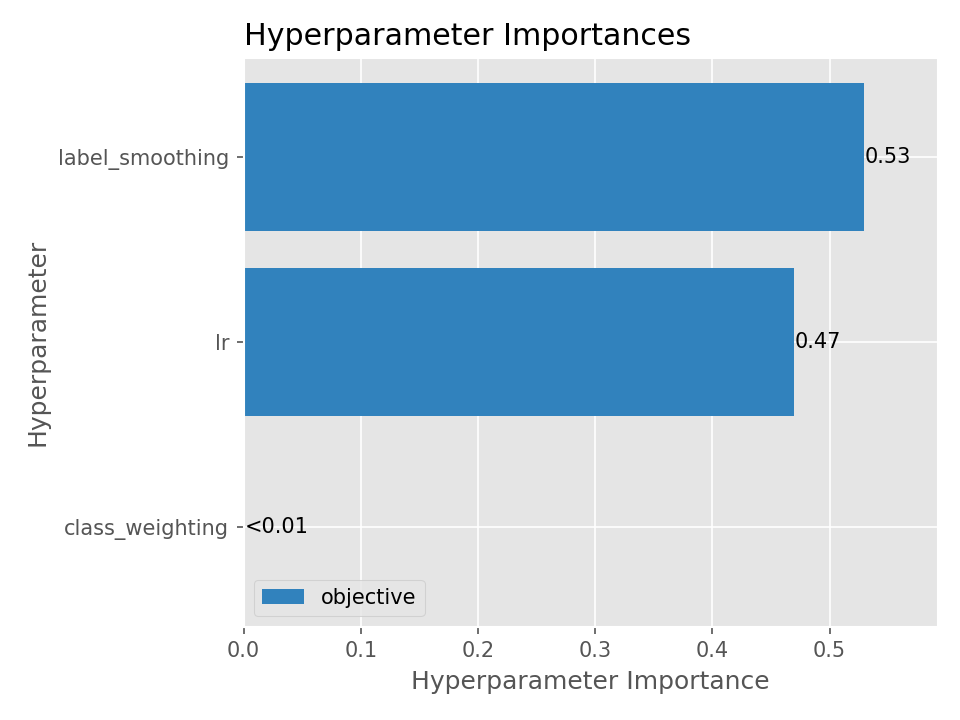 Hyperparameter Importances
label_smoothing
0.53
lr
0.47
class_weighting
<0.01
objective
0.0 0.1 0.2 0.3 0.4 0.5
Hyperparameter Importance
Hyperparameter